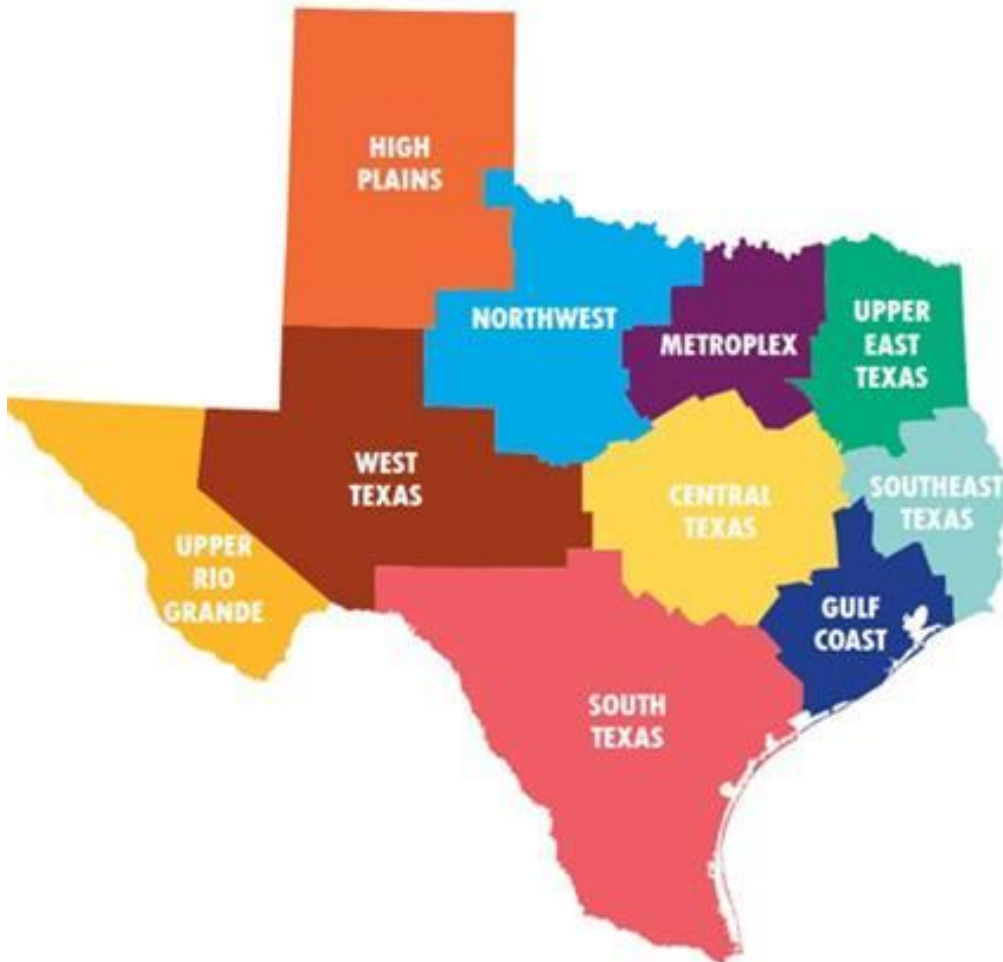 HIGH
PLAINS
NORTHWEST
METROPLEX
UPPER
EAST
TEXAS
WEST
TEXAS
CENTRAL
TEXAS
SOUTHEAST
TEXAS
UPPER
RIO
GRANDE
GULF
COAST
SOUTH
TEXAS